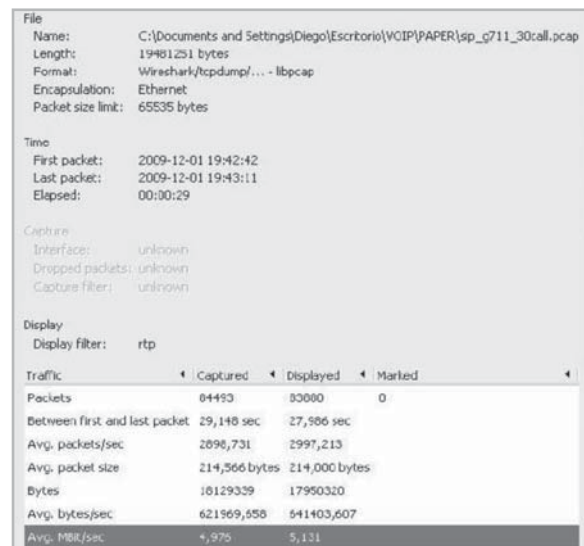 File
Name: C:\Documents and Settings\Diego\Escritorio\VOIP\PAPER\sip_g711_30call.pcap
Length: 19481251 bytes
Format: Wireshark/tcpdump/... - libpcap
Encapsulation: Ethernet
Packet size limit: 65535 bytes
Time
First packet: 2009-12-01 19:42:42
Last packet: 2009-12-01 19:43:11
Elapsed: 00:00:29
Capture
Interface: unknown
Dropped packets: unknown
Capture filter: unknown
Display
Display filter: rtp
Traffic Captured Displayed Marked
Packets 84493 83880 0
Between first and last packet 29,148 sec 27,986 sec
Avg. packets/sec 2898,731 2997,213
Avg. packet size 214,566 bytes 214,000 bytes
Bytes 18129339 17950320
Avg. bytes/sec 621969,658 641403,607
Avg. MBit/sec 4,976 5,131